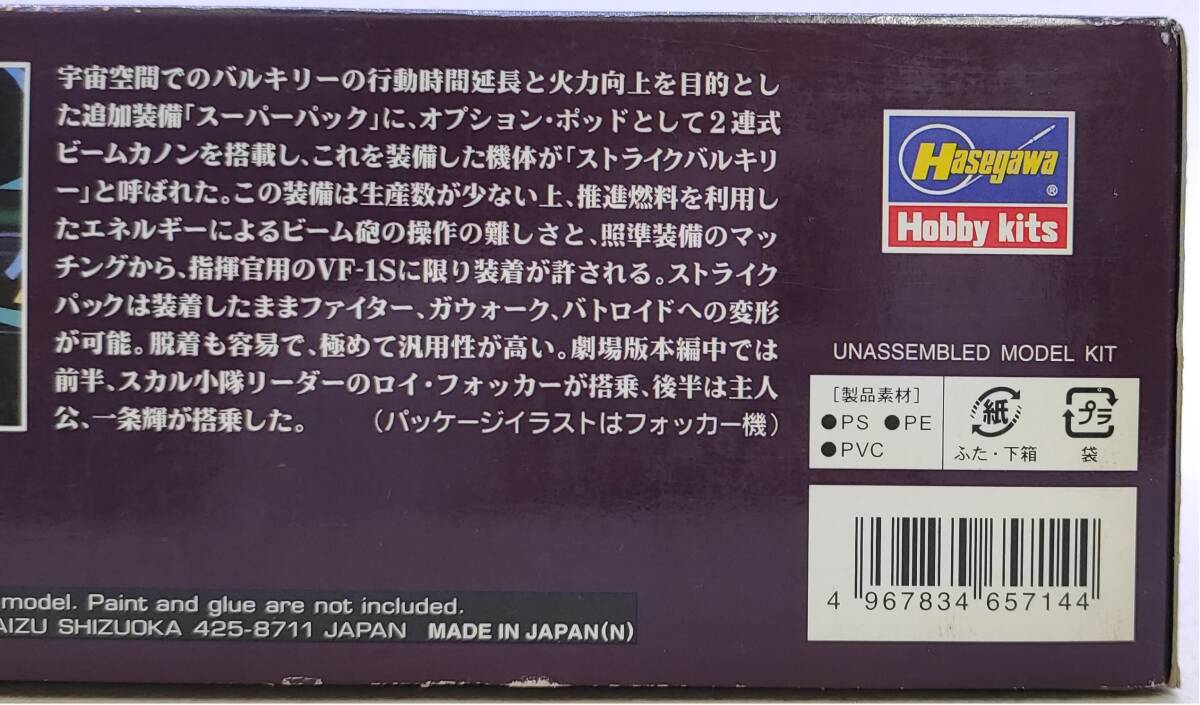 宇宙空間でのバルキリーの行動時間延長と火力向上を目的とし
た追加装備「スーパーパック」に、オプション・ポッドとして2連式
ビームカノンを搭載し、これを装備した機体が「ストライクバルキリ
ー」と呼ばれた。この装備は生産数が少ない上、推進燃料を利用し
たエネルギーによるビーム砲の操作の難しさと、照準装備のマッ
チングから、指揮官用のVF-1Sに限り装着が許される。ストライク
パックは装着したままファイター、ガウォーク、バトロイドへの変形
が可能。脱着も容易で、極めて汎用性が高い。劇場版本編中では
前半、スカル小隊リーダーのロイ・フォッカーが搭乗、後半は主人
公、一条輝が搭乗した。 (パッケージイラストはフォッカー機)
Hasegawa ®
Hobby kits
UNASSEMBLED MODEL KIT
[製品素材]
●PS ●PE
●PVC
紙
ふた・下箱
プラ
袋
4 967834 657144
model. Paint and glue are not included.
AIZU SHIZUOKA 425-8711 JAPAN MADE IN JAPAN(N)